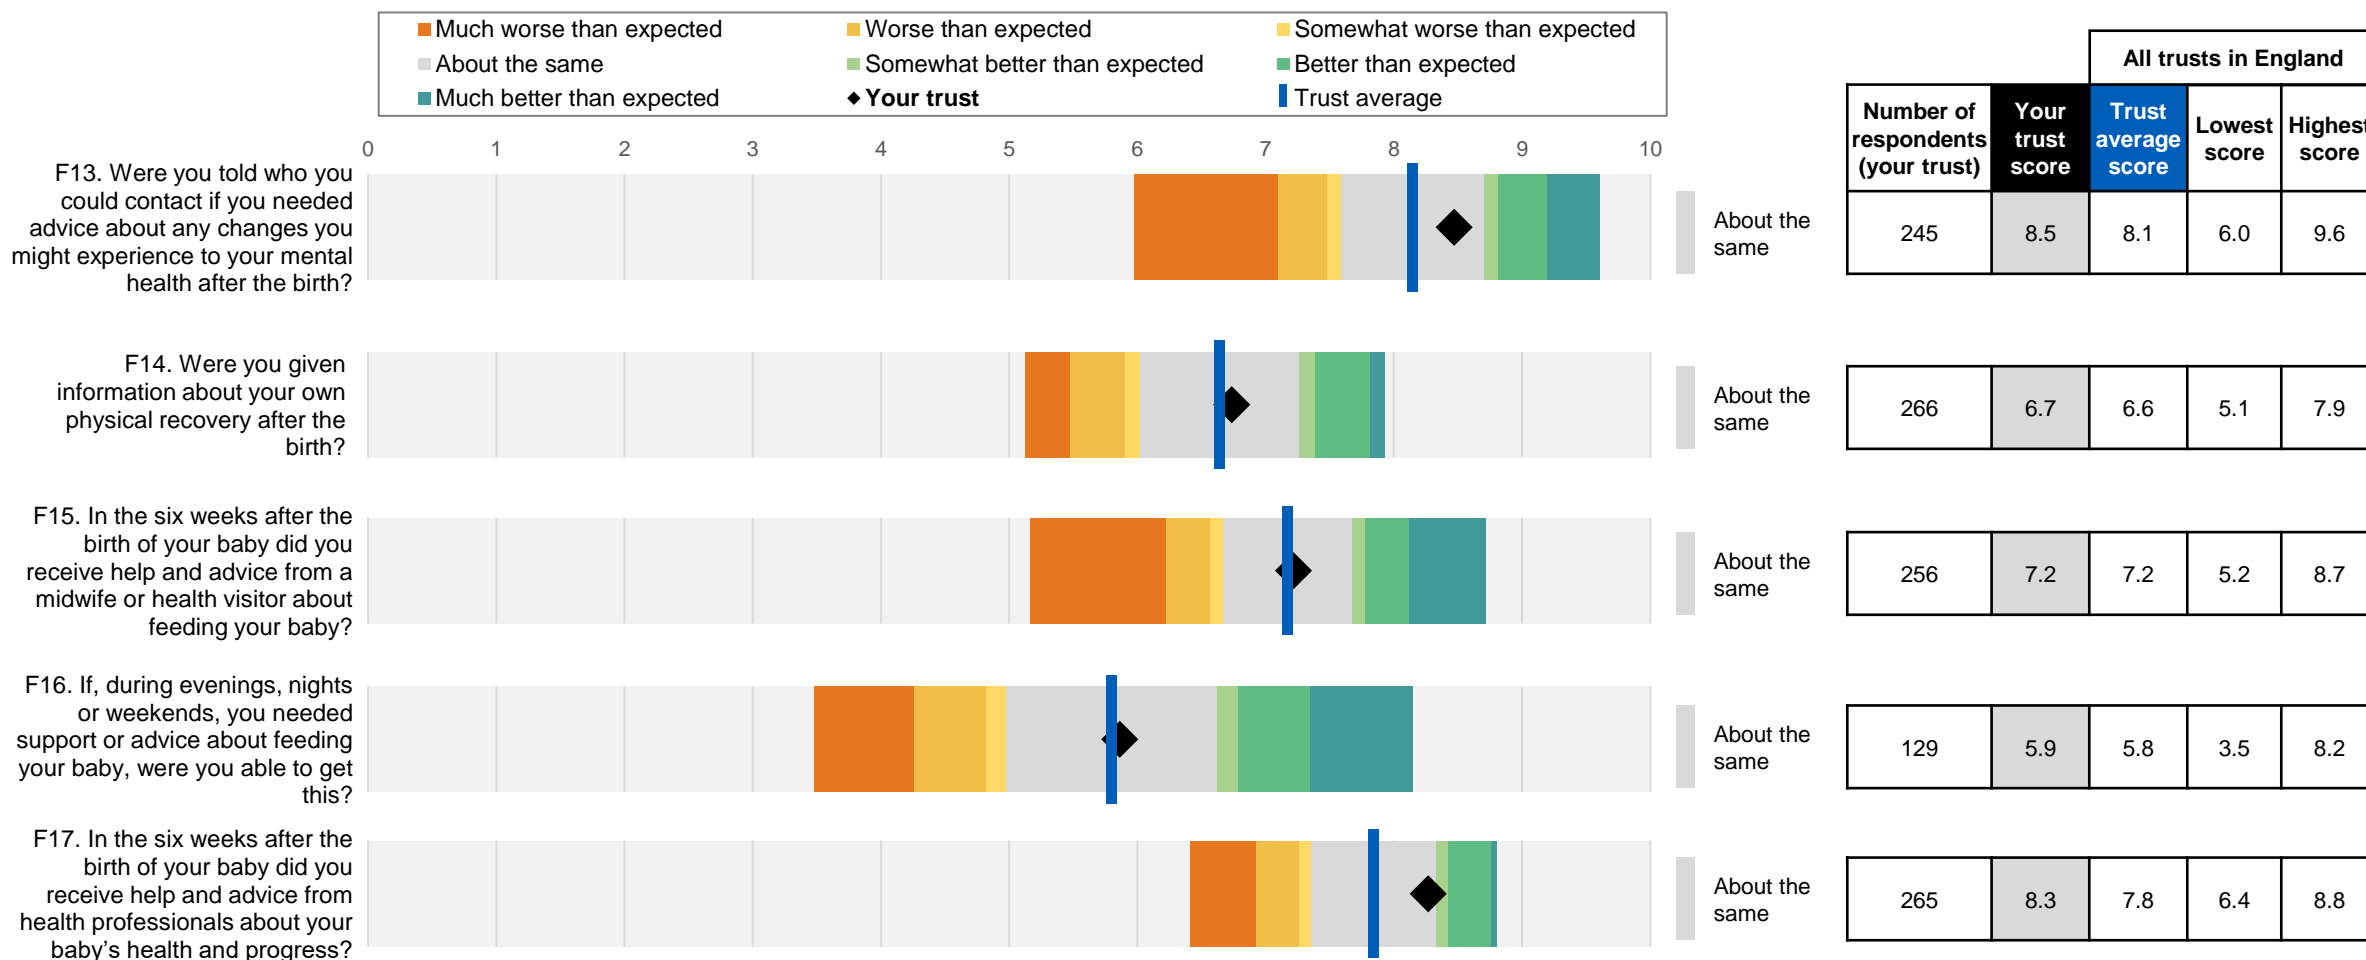 Much worse than expected
Worse than expected
Somewhat worse than expected
About the same
Somewhat better than expected
Better than expected
Much better than expected
Your trust
Trust average
All trusts in England
Number of respondents (your trust)
Your trust score
Trust average score
Lowest score
Highest score
0 1 2 3 4 5 6 7 8 9 10
F13. Were you told who you
could contact if you needed
advice about any changes you
might experience to your mental
health after the birth?
About the
same
245 8.5 8.1 6.0 9.6
F14. Were you given
information about your own
physical recovery after the
birth?
About the
same
266 6.7 6.6 5.1 7.9
F15. In the six weeks after the
birth of your baby did you
receive help and advice from a
midwife or health visitor about
feeding your baby?
About the
same
256 7.2 7.2 5.2 8.7
F16. If, during evenings, nights
or weekends, you needed
support or advice about feeding
your baby, were you able to get
this?
About the
same
129 5.9 5.8 3.5 8.2
F17. In the six weeks after the
birth of your baby did you
receive help and advice from
health professionals about your
baby’s health and progress?
About the
same
265 8.3 7.8 6.4 8.8